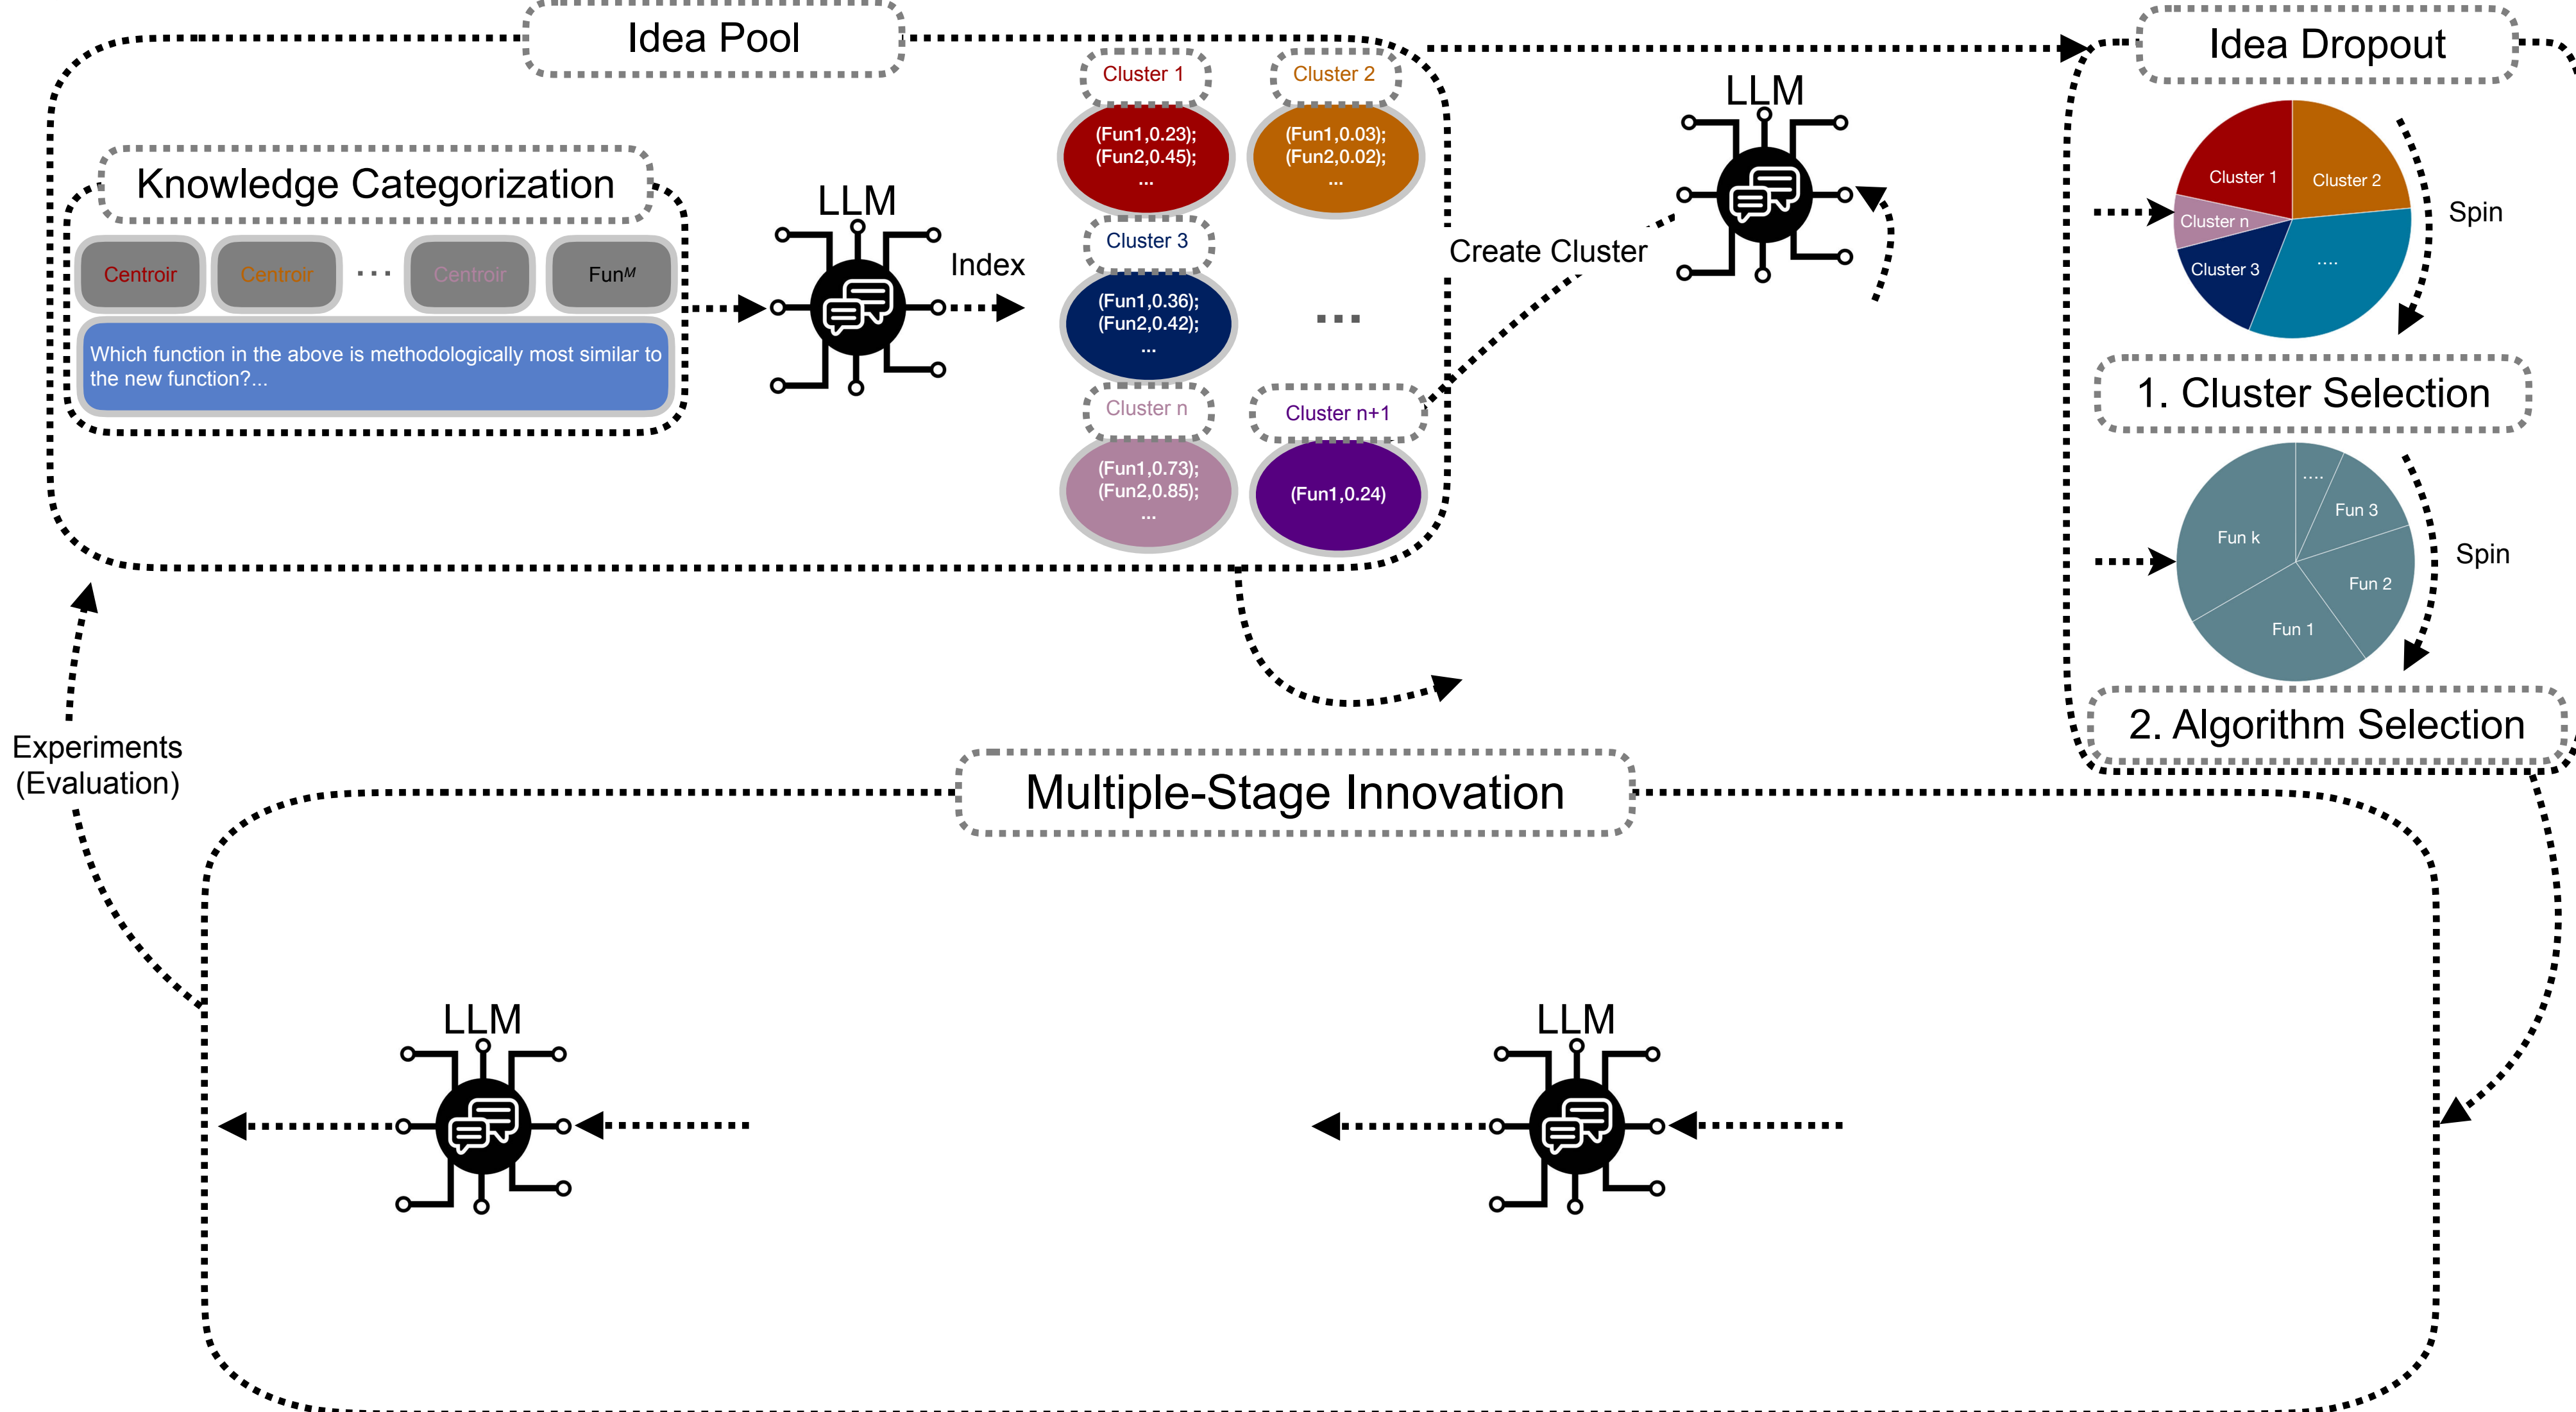 Idea Pool
Knowledge Categorization
Centroir
Centroir
....
Centroir
Funᴹ
Which function in the above is methodologically most similar to
the new function?...
LLM
Index
Cluster 1
(Fun1,0.23);
(Fun2,0.45);
...
Cluster 2
(Fun1,0.03);
(Fun2,0.02);
...
Cluster 3
(Fun1,0.36);
(Fun2,0.42);
...
...
Cluster n
(Fun1,0.73);
(Fun2,0.85);
...
Cluster n+1
(Fun1,0.24)
Create Cluster
LLM
Idea Dropout
Cluster 1
Cluster 2
Cluster n
Cluster 3
....
Spin
1. Cluster Selection
....
Fun 3
Fun k
Fun 2
Fun 1
Spin
2. Algorithm Selection
Experiments
(Evaluation)
Multiple-Stage Innovation
LLM
LLM